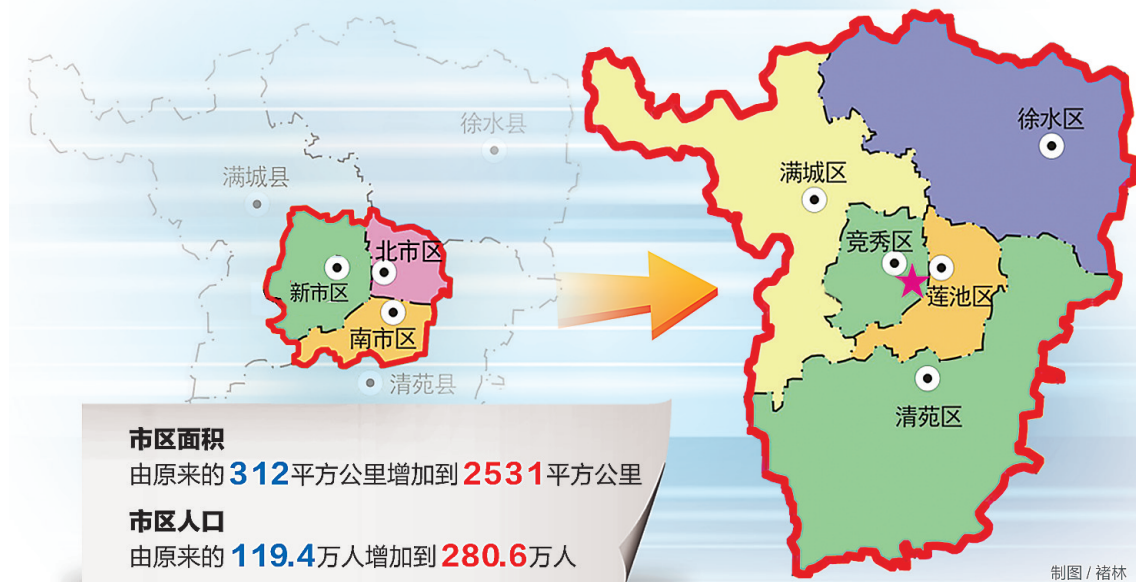 徐水县
满城县
北市区
新市区
南市区
清苑县
徐水区
满城区
竞秀区
莲池区
清苑区
市区面积
由原来的312平方公里增加到2531平方公里
市区人口
由原来的119.4万人增加到280.6万人
制图/褚林